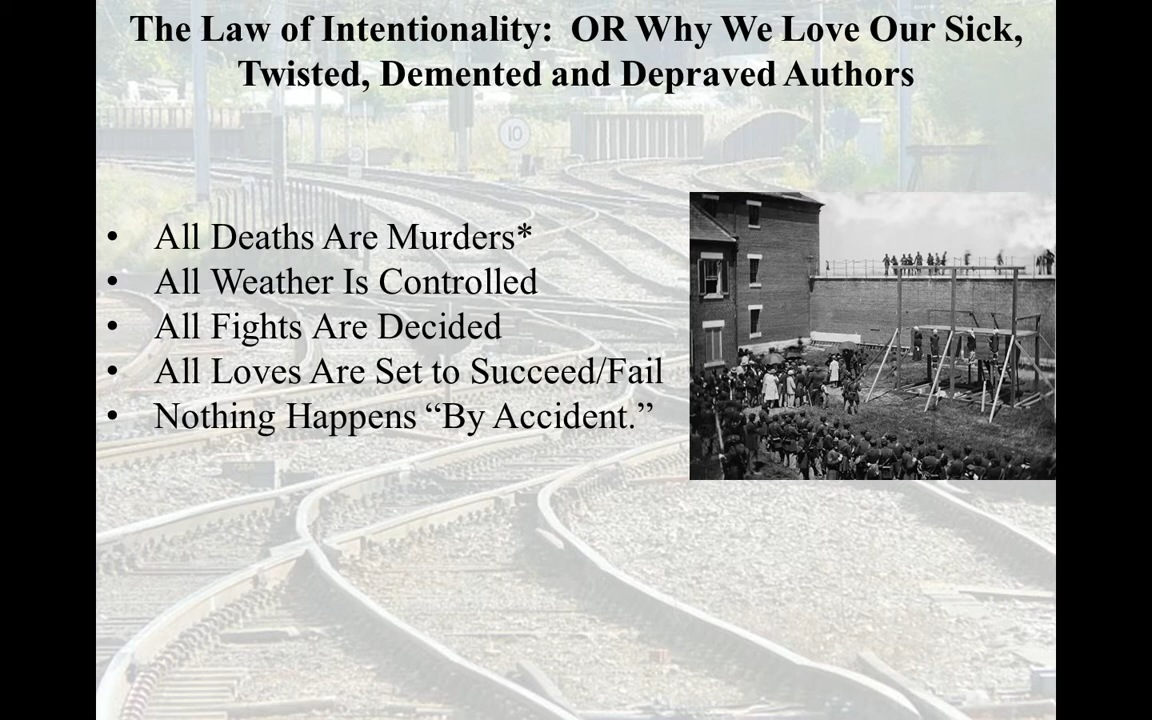 The Law of Intentionality:  OR Why We Love Our Sick,
Twisted, Demented and Depraved Authors
10
• All Deaths Are Murders*
• All Weather Is Controlled
• All Fights Are Decided
• All Loves Are Set to Succeed/Fail
• Nothing Happens “By Accident.”